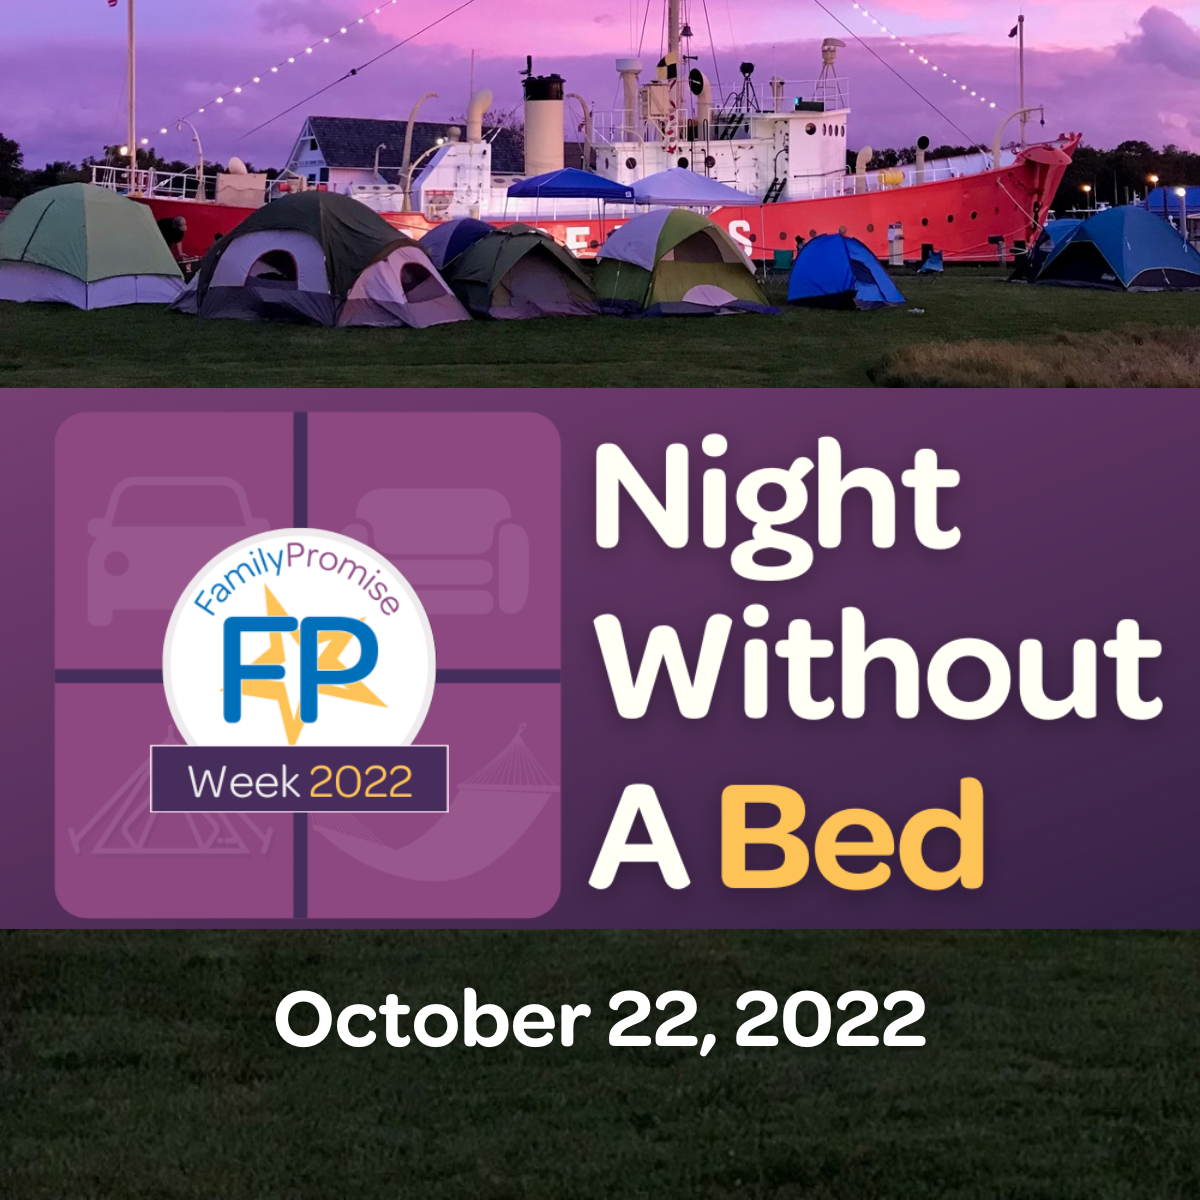 Night
FamilyPromise
FP
Without
Week 2022
A Bed
October 22, 2022